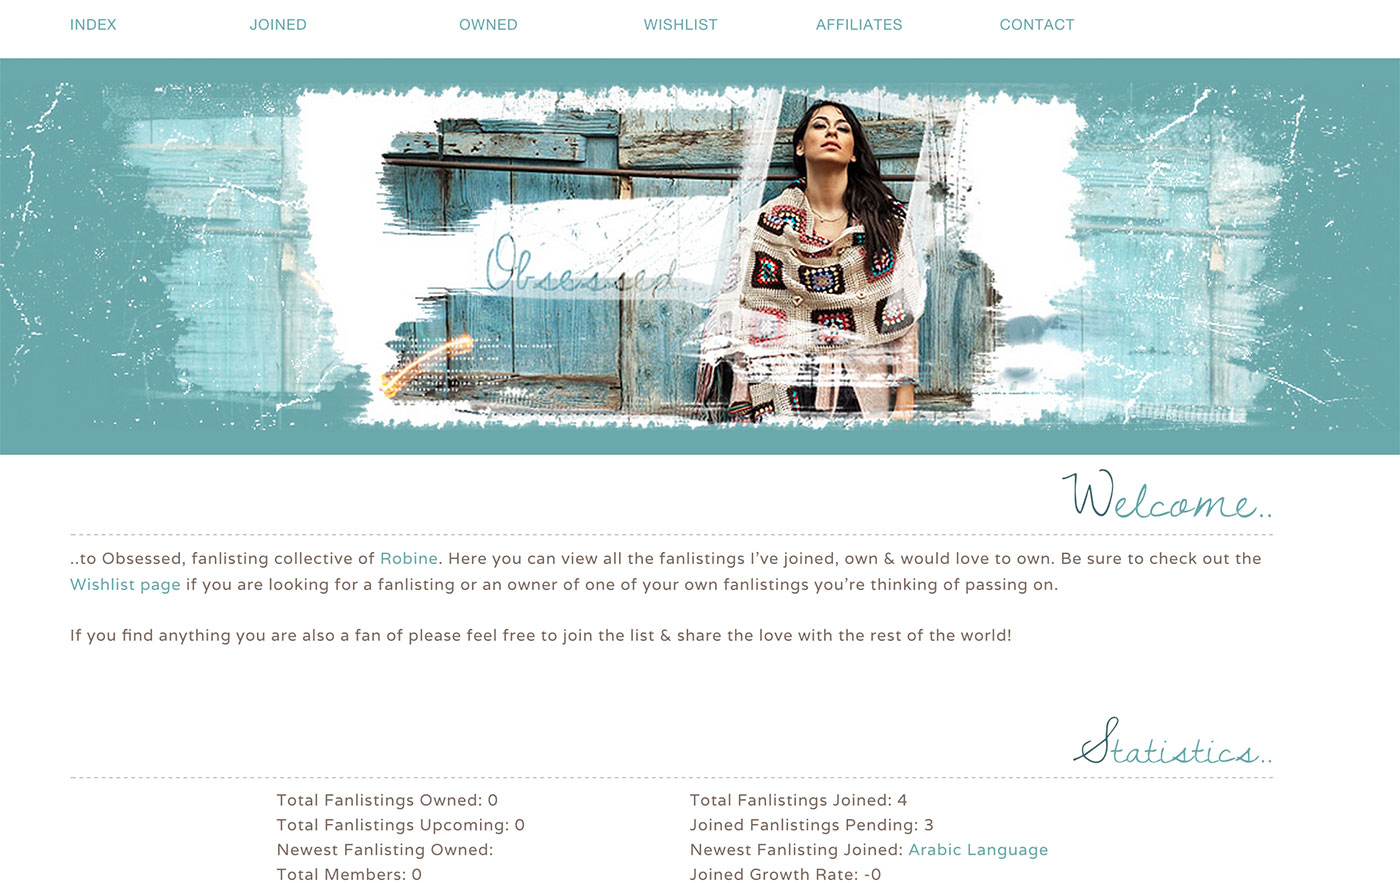 INDEX JOINED OWNED WISHLIST AFFILIATES CONTACT
Obsessed...
Welcome..
..to Obsessed, fanlisting collective of Robine. Here you can view all the fanlistings I’ve joined, own & would love to own. Be sure to check out the
Wishlist page if you are looking for a fanlisting or an owner of one of your own fanlistings you’re thinking of passing on.
If you find anything you are also a fan of please feel free to join the list & share the love with the rest of the world!
Statistics..
Total Fanlistings Owned: 0
Total Fanlistings Upcoming: 0
Newest Fanlisting Owned:
Total Members: 0
Total Fanlistings Joined: 4
Joined Fanlistings Pending: 3
Newest Fanlisting Joined: Arabic Language
Joined Growth Rate: -0